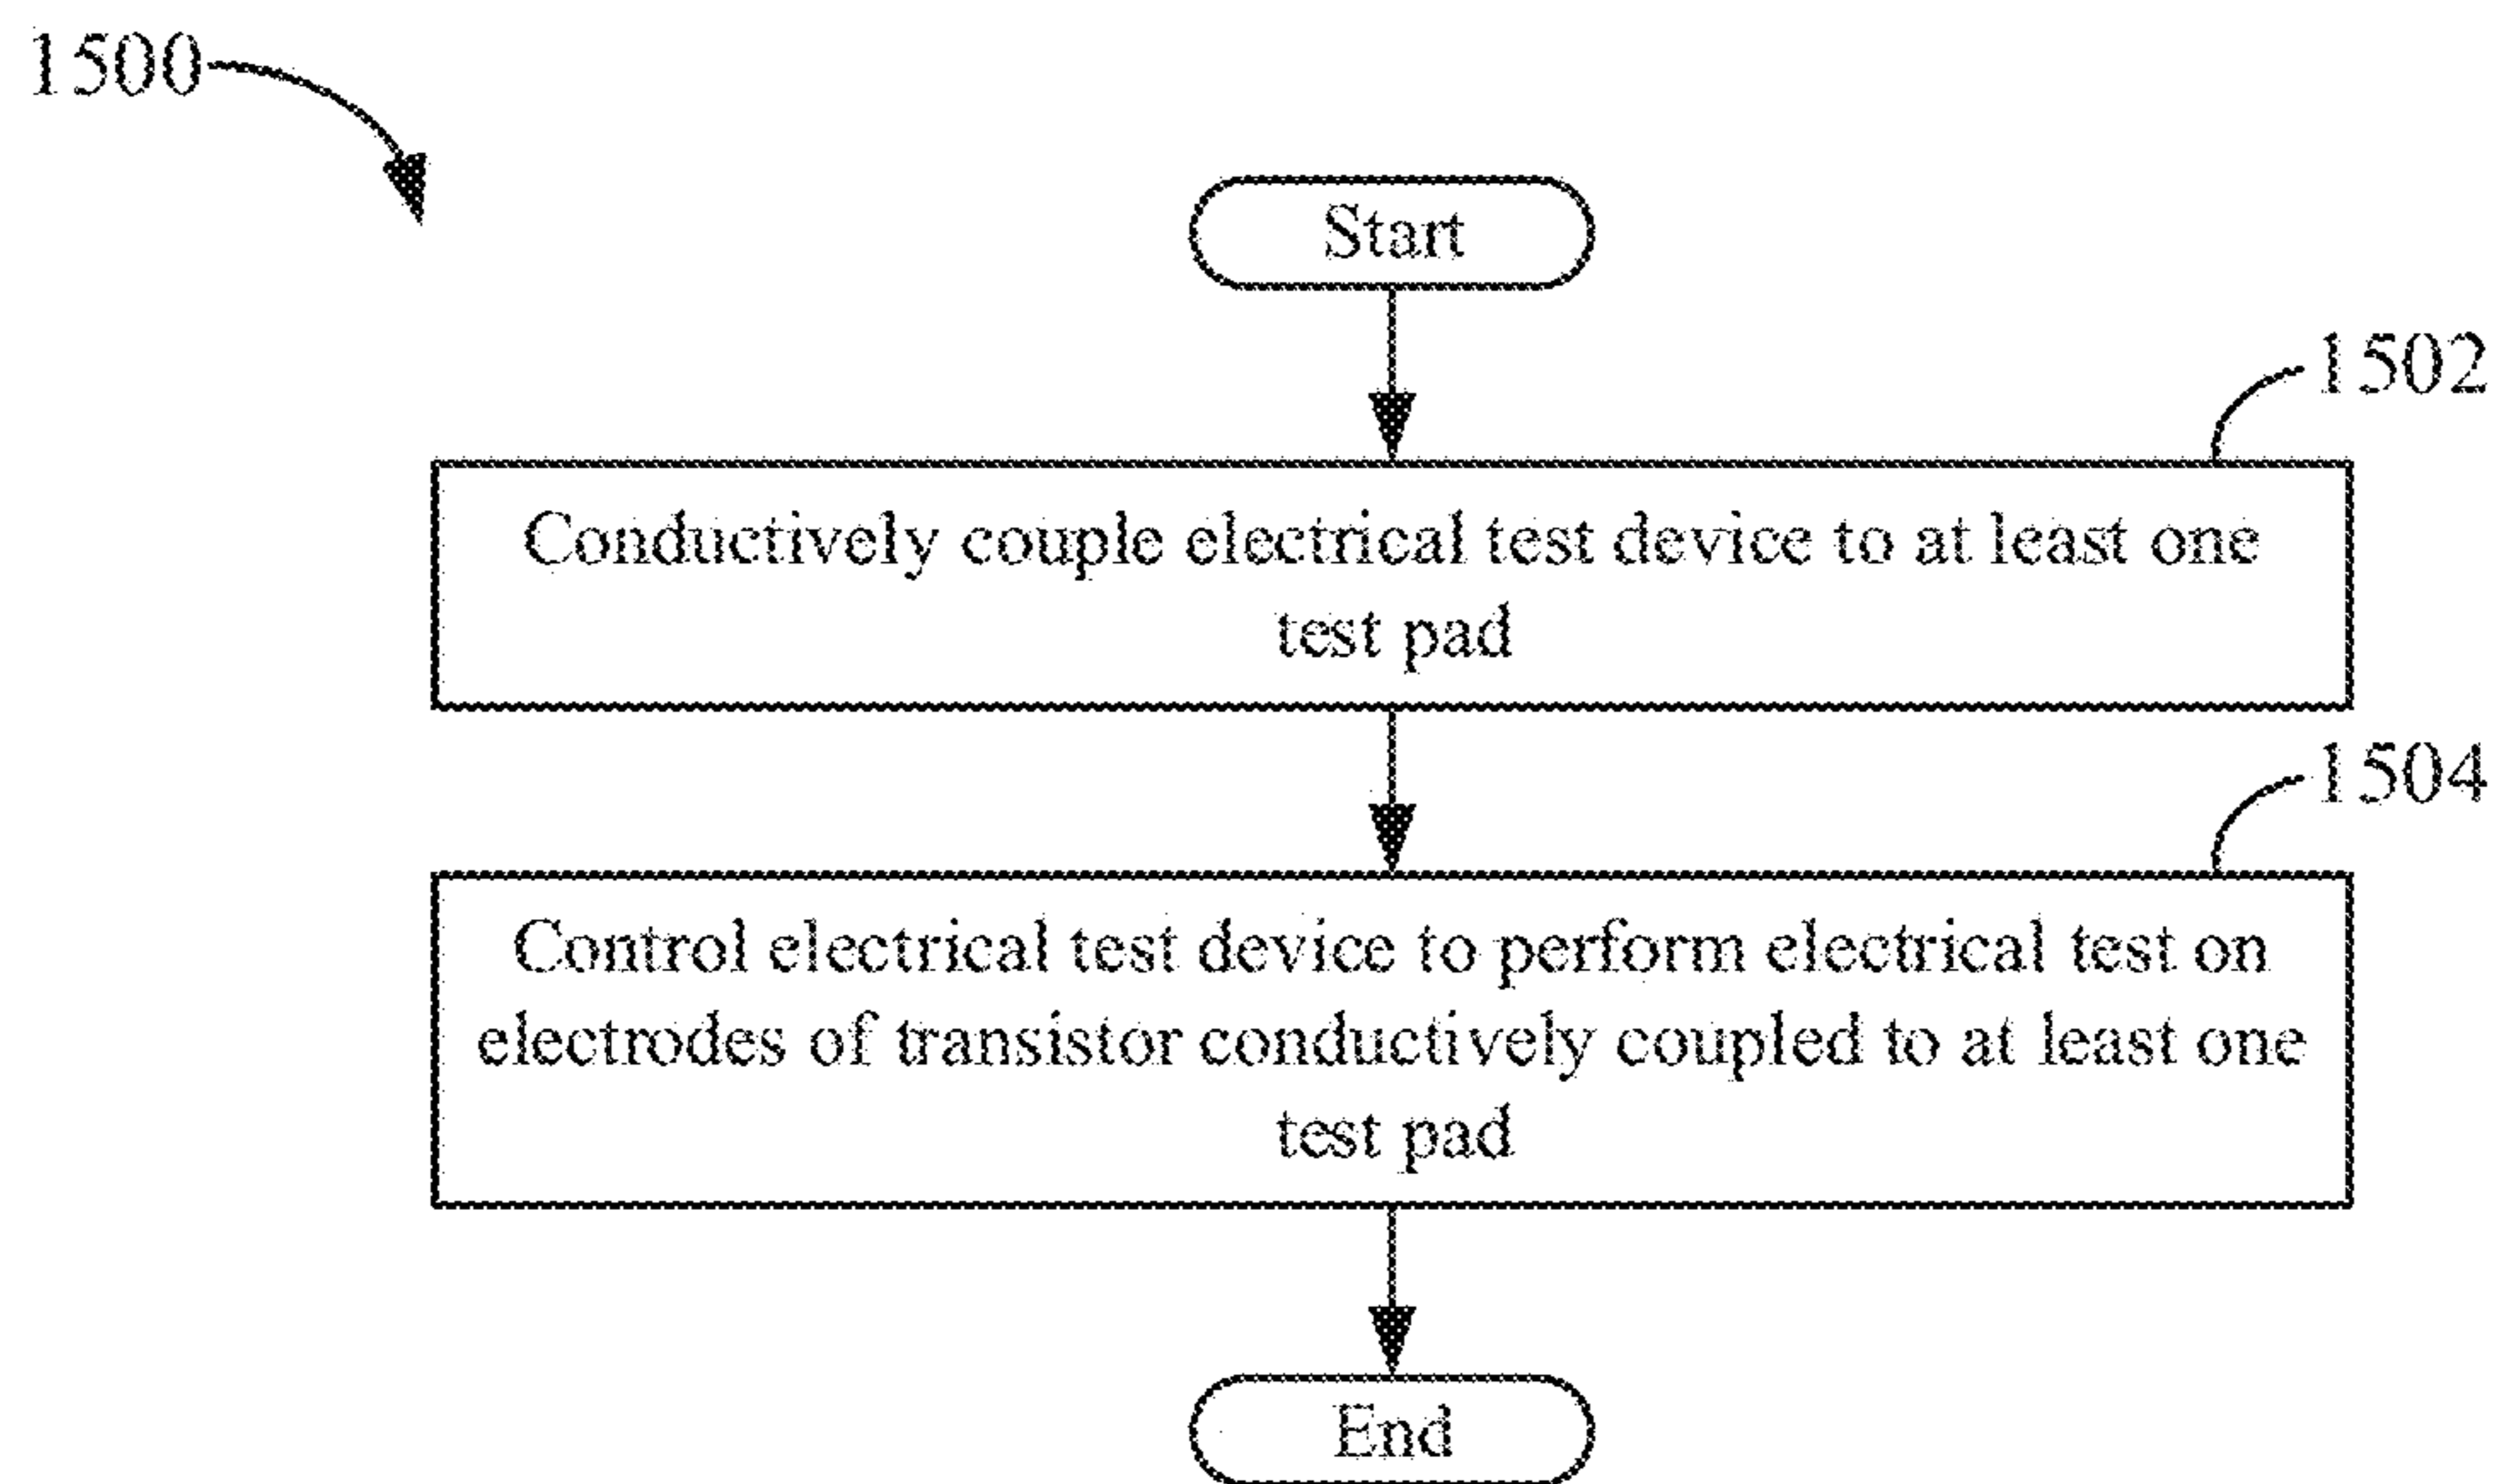 1500
Start
1502
Conductively couple electrical test device to at least one
test pad
1504
Control electrical test device to perform electrical test on
electrodes of transistor conductively coupled to at least one
test pad
End